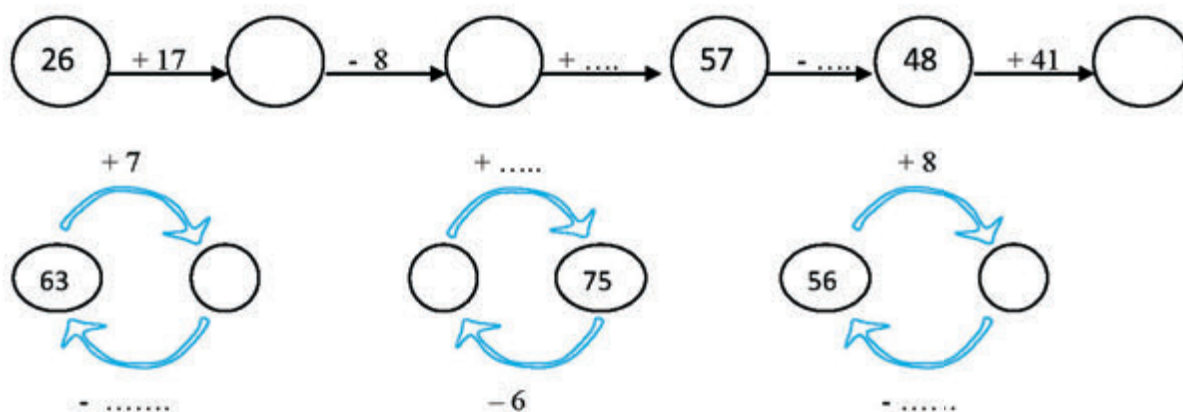 26 + 17 - 8 + .... 57 - .... 48 + 41
+ 7 + ..... + 8
63 75 56
- ....... – 6 - .......